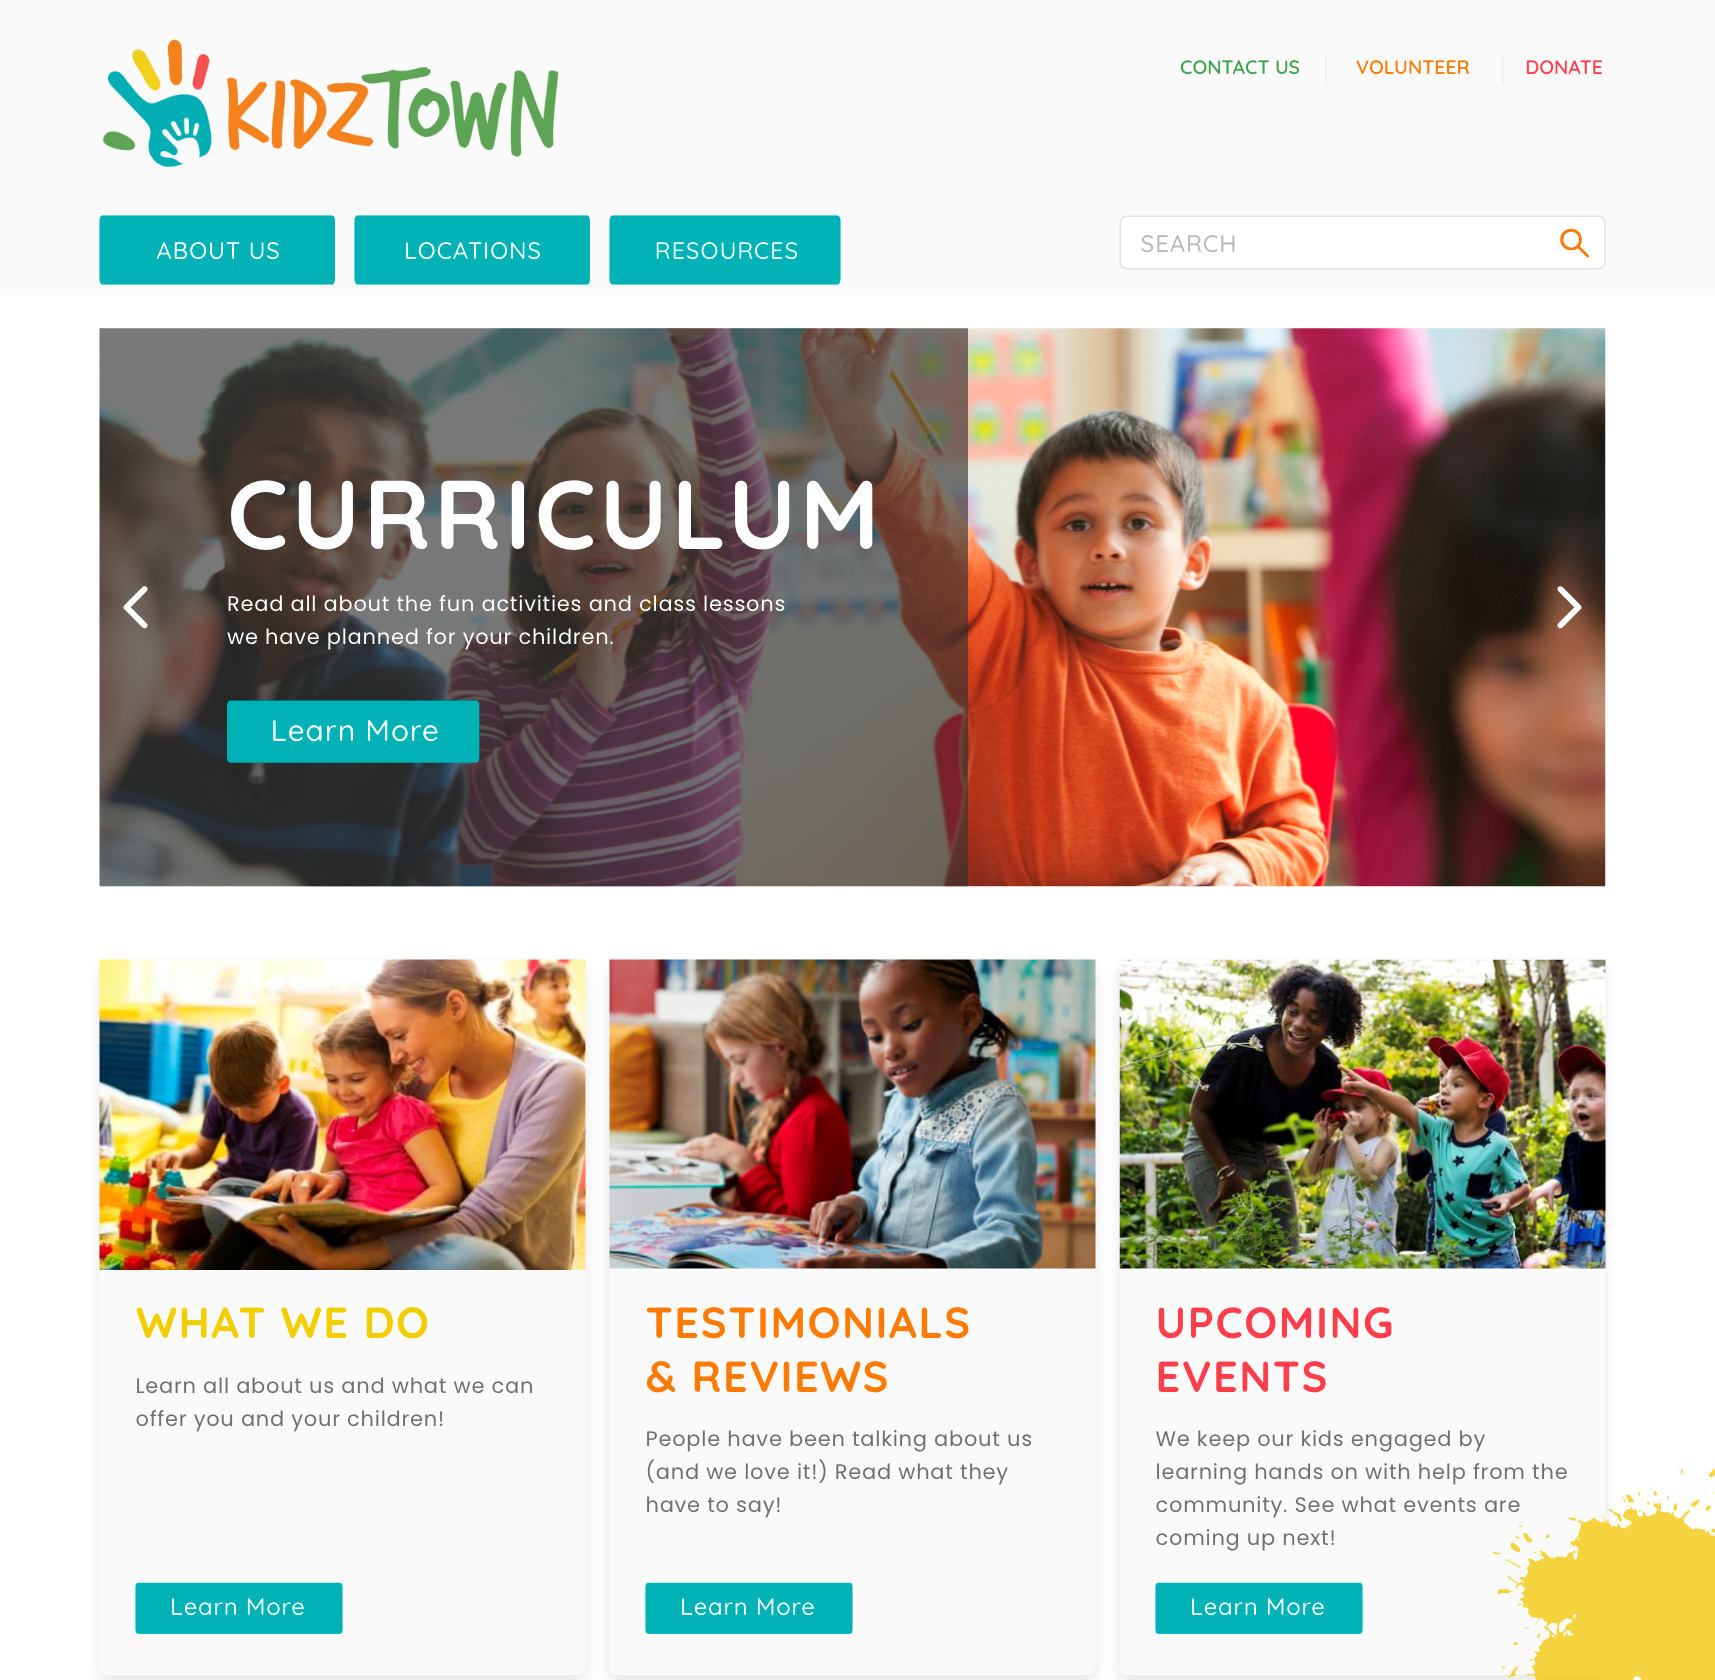 KIDZTOWN
CONTACT US
VOLUNTEER
DONATE
ABOUT US
LOCATIONS
RESOURCES
SEARCH
CURRICULUM
Read all about the fun activities and class lessons
we have planned for your children.
Learn More
WHAT WE DO
Learn all about us and what we can
offer you and your children!
Learn More
TESTIMONIALS
& REVIEWS
People have been talking about us
(and we love it!) Read what they
have to say!
Learn More
UPCOMING
EVENTS
We keep our kids engaged by
learning hands on with help from the
community. See what events are
coming up next!
Learn More